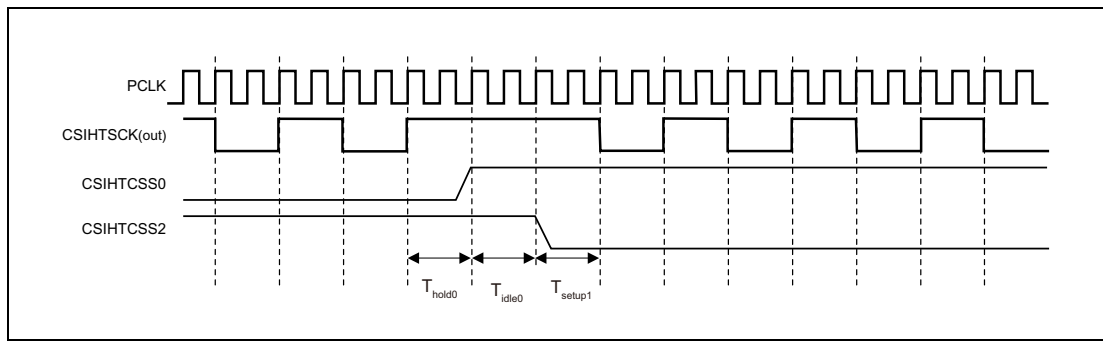 PCLK
CSIHTSCK(out)
CSIHTCSS0
CSIHTCSS2
Thold0 Tidle0 Tsetup1